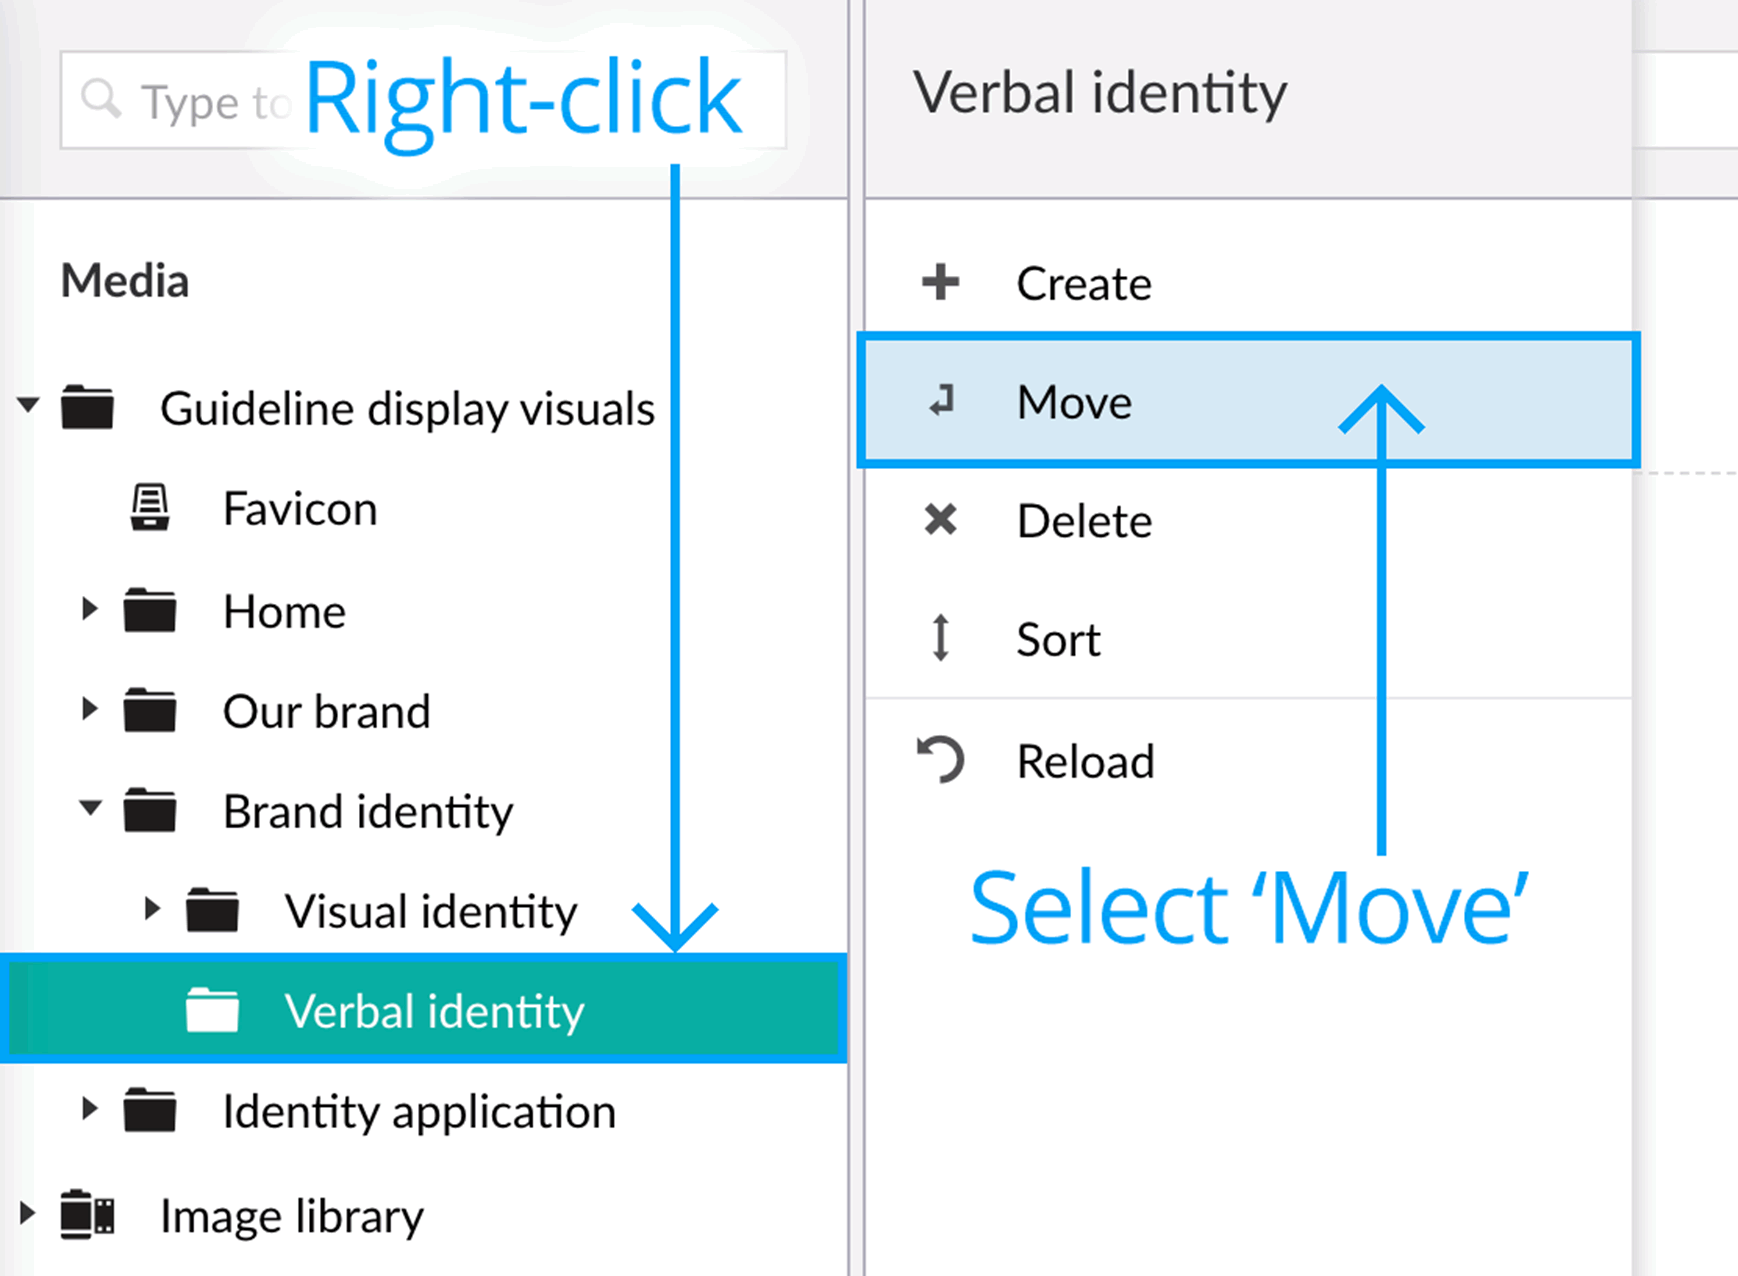 Type to
Right-click
Media
Guideline display visuals
Favicon
Home
Our brand
Brand identity
Visual identity
Verbal identity
Identity application
Image library
Verbal identity
Create
Move
Delete
Sort
Reload
Select ‘Move’